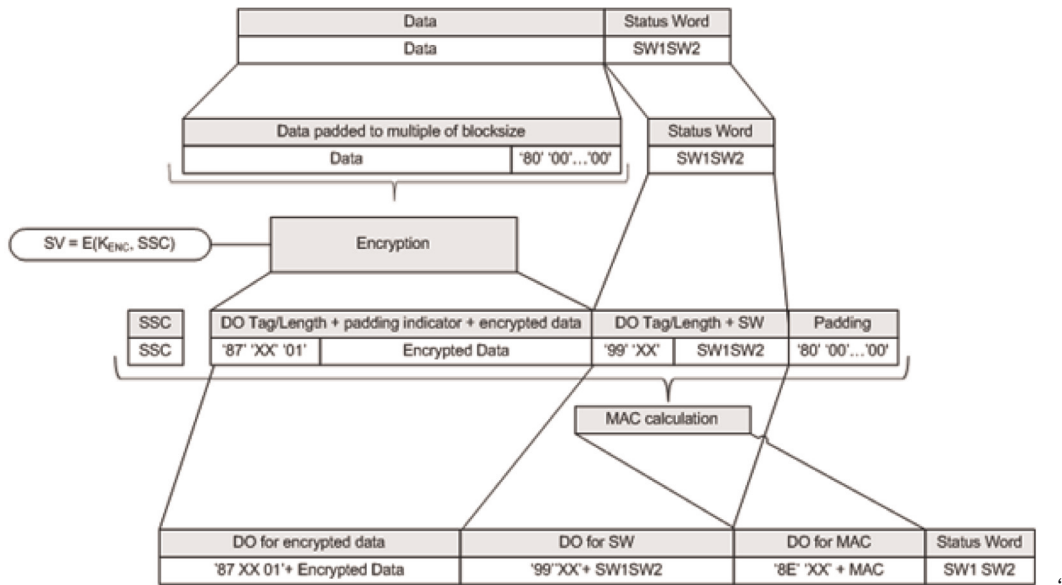 Data Status Word
Data SW1SW2
Data padded to multiple of blocksize Status Word
Data '80' '00'...'00' SW1SW2
SV = E(KENC, SSC) Encryption
SSC DO Tag/Length + padding indicator + encrypted data DO Tag/Length + SW Padding
SSC '87' 'XX' '01' Encrypted Data '99' 'XX' SW1SW2 '80' '00'...'00'
MAC calculation
DO for encrypted data DO for SW DO for MAC Status Word
'87 XX 01'+ Encrypted Data '99''XX'+ SW1SW2 '8E' 'XX' + MAC SW1 SW2